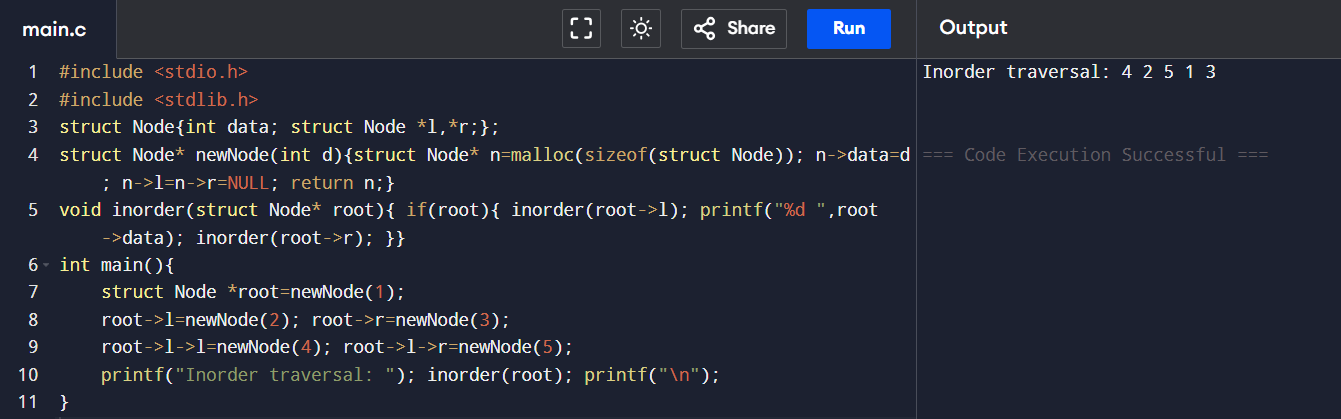 main.c
Share
Run
Output
1 #include <stdio.h>
2 #include <stdlib.h>
3 struct Node{int data; struct Node *l,*r;};
4 struct Node* newNode(int d){struct Node* n=malloc(sizeof(struct Node)); n->data=d
; n->l=n->r=NULL; return n;}
5 void inorder(struct Node* root){ if(root){ inorder(root->l); printf("%d ",root
->data); inorder(root->r); }}
6 int main(){
7     struct Node *root=newNode(1);
8     root->l=newNode(2); root->r=newNode(3);
9     root->l->l=newNode(4); root->l->r=newNode(5);
10     printf("Inorder traversal: "); inorder(root); printf("\n");
11 }
Inorder traversal: 4 2 5 1 3
=== Code Execution Successful ===